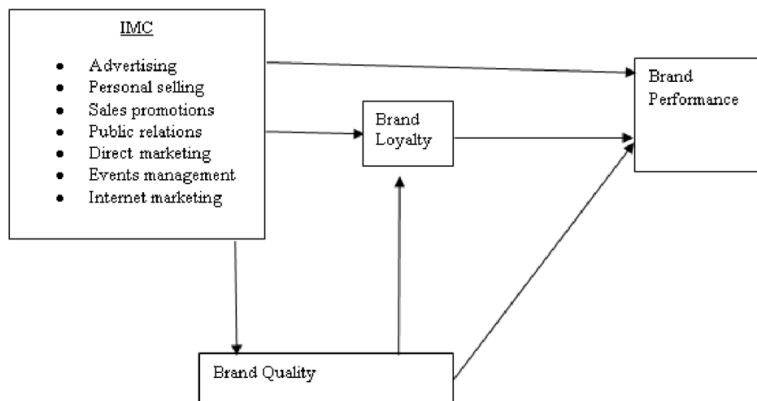 IMC
• Advertising
• Personal selling
• Sales promotions
• Public relations
• Direct marketing
• Events management
• Internet marketing
Brand
Loyalty
Brand
Performance
Brand Quality